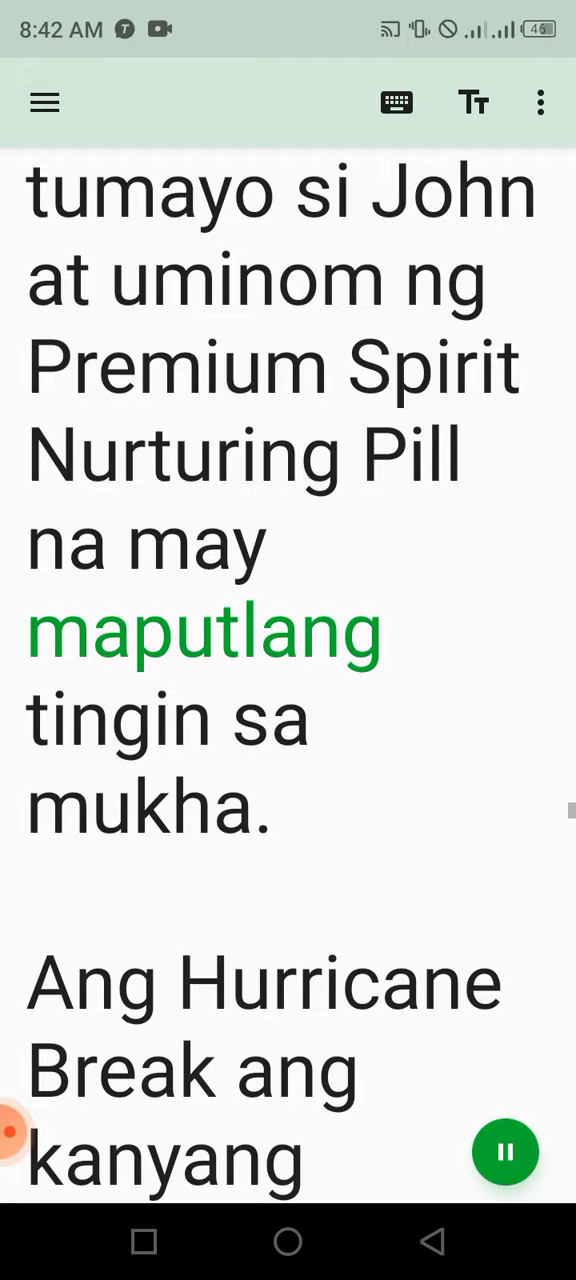 8:42 AM
46
tumayo si John
at uminom ng
Premium Spirit
Nurturing Pill
na may
maputlang
tingin sa
mukha.
Ang Hurricane
Break ang
kanyang